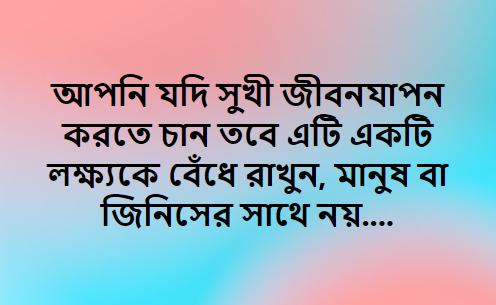 আপনি যদি সুখী জীবনযাপন
করতে চান তবে এটি একটি
লক্ষ্যকে বেঁধে রাখুন, মানুষ বা
জিনিসের সাথে নয়....